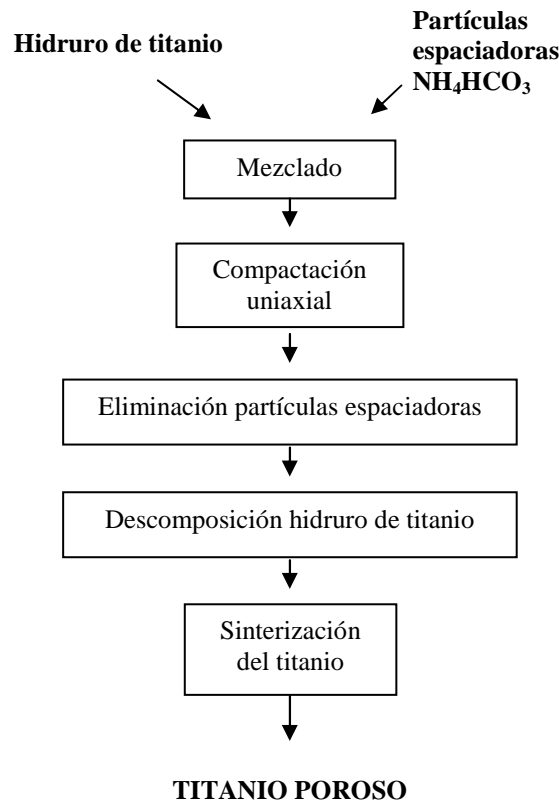 Hidruro de titanio
Partículas
espaciadoras
NH₄HCO₃
Mezclado
Compactación
uniaxial
Eliminación partículas espaciadoras
Descomposición hidruro de titanio
Sinterización
del titanio
TITANIO POROSO